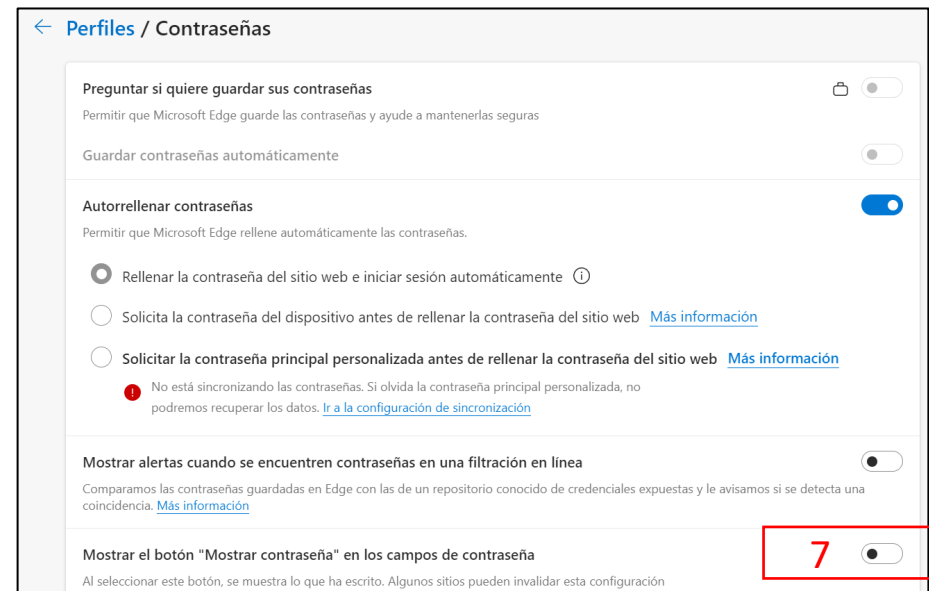 Perfiles / Contraseñas
Preguntar si quiere guardar sus contraseñas
Permitir que Microsoft Edge guarde las contraseñas y ayude a mantenerlas seguras
Guardar contraseñas automáticamente
Autorrellenar contraseñas
Permitir que Microsoft Edge rellene automáticamente las contraseñas.
Rellenar la contraseña del sitio web e iniciar sesión automáticamente
Solicita la contraseña del dispositivo antes de rellenar la contraseña del sitio web Más información
Solicitar la contraseña principal personalizada antes de rellenar la contraseña del sitio web Más información
No está sincronizando las contraseñas. Si olvida la contraseña principal personalizada, no
podremos recuperar los datos. Ir a la configuración de sincronización
Mostrar alertas cuando se encuentren contraseñas en una filtración en línea
Comparamos las contraseñas guardadas en Edge con las de un repositorio conocido de credenciales expuestas y le avisamos si se detecta una
coincidencia. Más información
Mostrar el botón "Mostrar contraseña" en los campos de contraseña
7
Al seleccionar este botón, se muestra lo que ha escrito. Algunos sitios pueden invalidar esta configuración